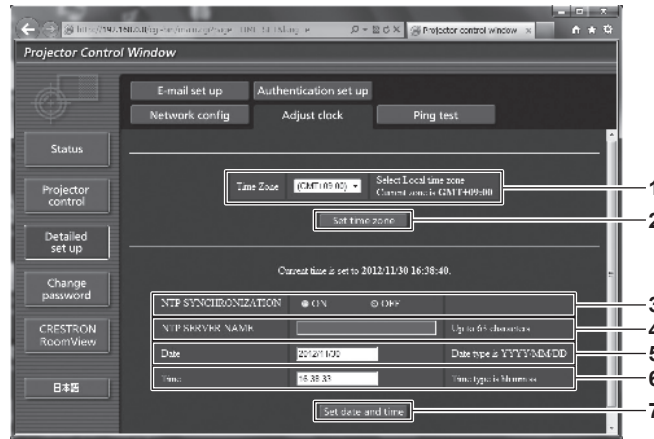 Projector control window
Projector Control Window
E-mail set up
Authentication set up
Network config
Adjust clock
Ping test
Status
Projector control
Detailed set up
Change password
CRESTRON RoomView
日本語
Time Zone
(GMT+09:00)
Select Local time zone
Current zone is GMT+09:00
1
Set time zone
2
Current time is set to 2012/11/30 16:38:40.
NTP SYNCHRONIZATION
ON
OFF
3
NTP SERVER NAME
Up to 63 characters
4
Date
2012/11/30
Date type is YYYY/MM/DD
5
Time
16:38:33
Time type is hh:mm:ss
6
Set date and time
7